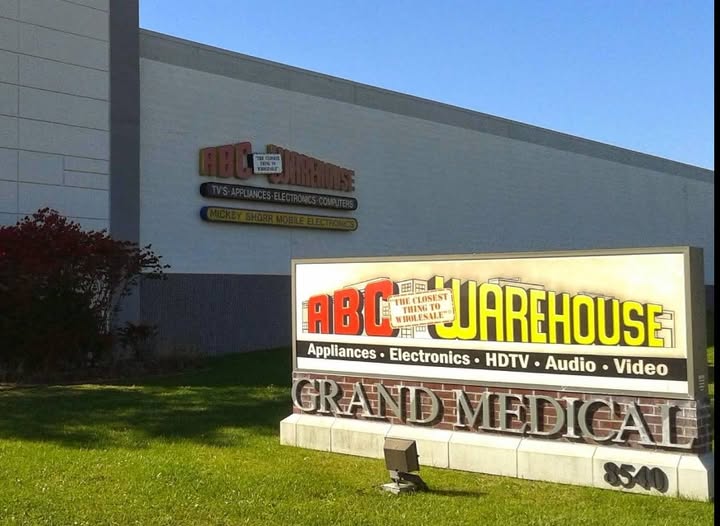 ABC WAREHOUSE
"THE CLOSEST
THING TO
WHOLESALE"
TV'S·APPLIANCES·ELECTRONICS·COMPUTERS
MICKEY SHORR MOBILE ELECTRONICS
ABC WAREHOUSE
"THE CLOSEST
THING TO
WHOLESALE"
Appliances · Electronics · HDTV · Audio · Video
GRAND MEDICAL
8540